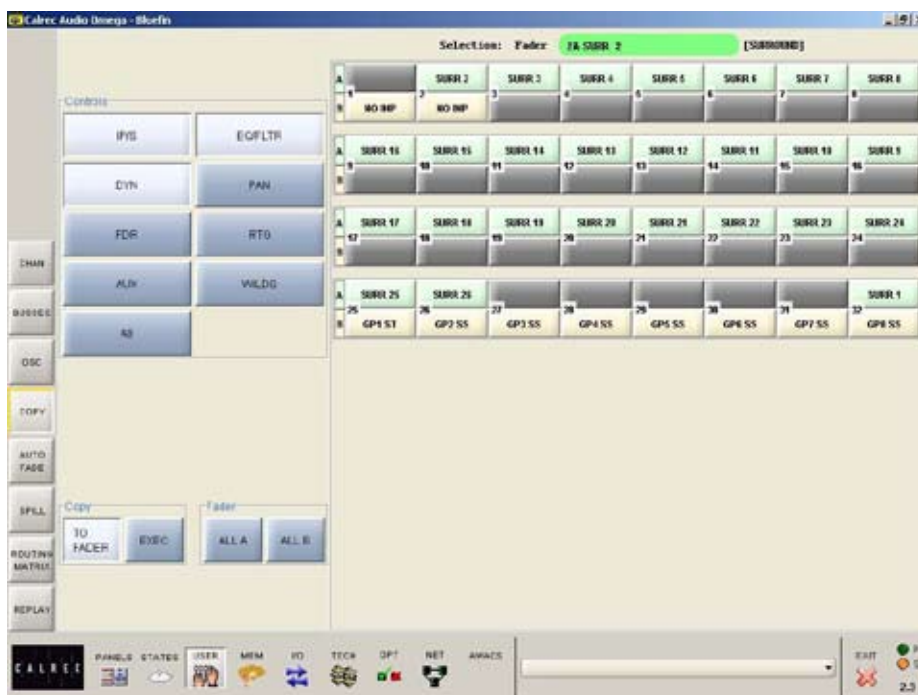 Calrec Audio Omega - Bluefin
Selection: Fader 2A SURR 2 [SURROUND]
Controls
IPS EQ/FLTR
DYN PAN
FDR RTG
AUX WILDG
All
A SURR 2 SURR 3 SURR 4 SURR 5 SURR 6 SURR 7 SURR 8
1 2 3 4 5 6 7 8
B NO INP NO INP
A SURR 16 SURR 15 SURR 14 SURR 13 SURR 12 SURR 11 SURR 10 SURR 9
9 10 11 12 13 14 15 16
B
A SURR 17 SURR 18 SURR 19 SURR 20 SURR 21 SURR 22 SURR 23 SURR 24
17 18 19 20 21 22 23 24
B
A SURR 25 SURR 26 SURR 1
25 26 27 28 29 30 31 32
B GP1 ST GP2 SS GP3 SS GP4 SS GP5 SS GP6 SS GP7 SS GP8 SS
CHAN
BUSSES
OSC
COPY
AUTO
FADE
SPILL
ROUTING
MATRIX
REPLAY
Copy Fader
TO
FADER EXEC ALL A ALL B
CALREC PANELS STATES USER MEM I/O TECH OPT NET AWACS EXIT